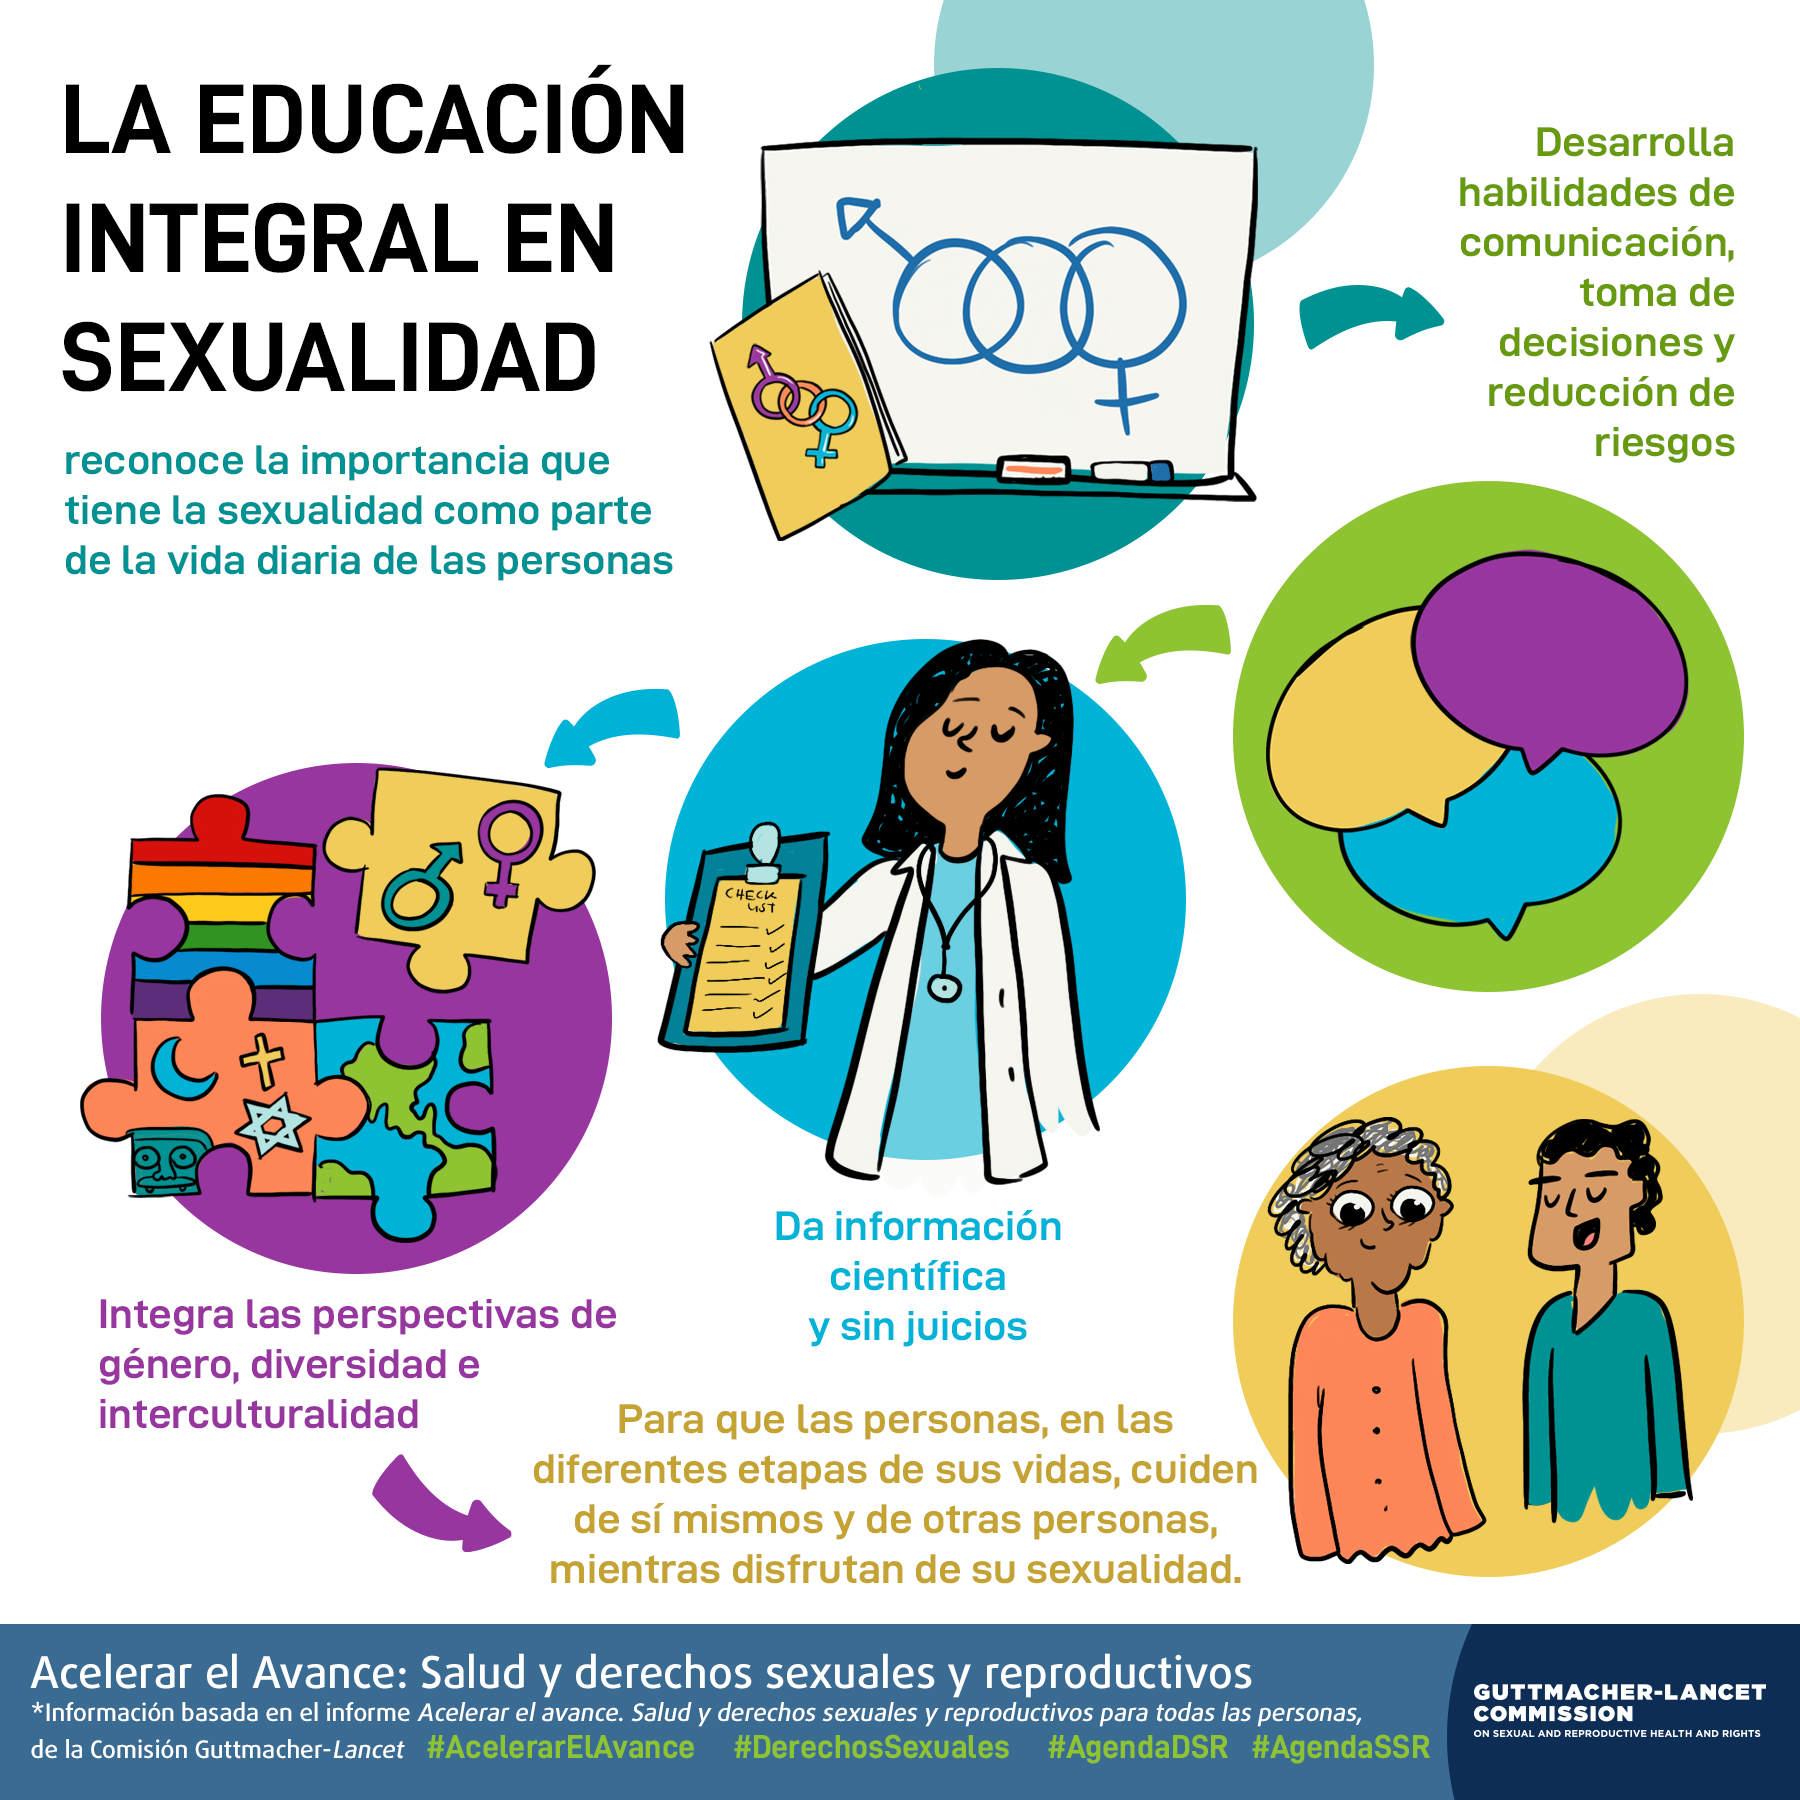 LA EDUCACIÓN
INTEGRAL EN
SEXUALIDAD
reconoce la importancia que
tiene la sexualidad como parte
de la vida diaria de las personas
Desarrolla
habilidades de
comunicación,
toma de
decisiones y
reducción de
riesgos
CHECK
LIST
Da información
científica
y sin juicios
Integra las perspectivas de
género, diversidad e
interculturalidad
Para que las personas, en las
diferentes etapas de sus vidas, cuiden
de sí mismos y de otras personas,
mientras disfrutan de su sexualidad.
Acelerar el Avance: Salud y derechos sexuales y reproductivos
*Información basada en el informe Acelerar el avance. Salud y derechos sexuales y reproductivos para todas las personas,
de la Comisión Guttmacher-Lancet #AcelerarElAvance #DerechosSexuales #AgendaDSR #AgendaSSR
GUTTMACHER-LANCET
COMMISSION
ON SEXUAL AND REPRODUCTIVE HEALTH AND RIGHTS